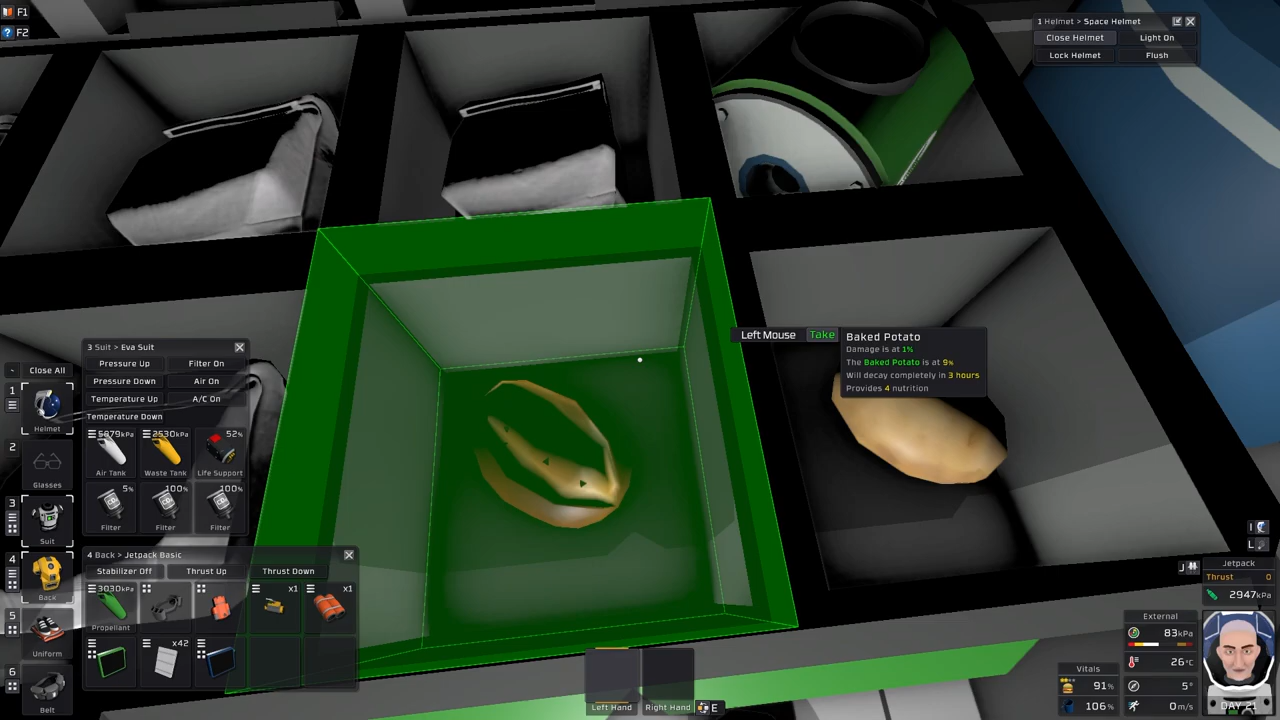 F1
F2
1 Helmet > Space Helmet
Close Helmet
Light On
Lock Helmet
Flush
Left Mouse
Take
Baked Potato
Damage is at 1%
The Baked Potato is at 9%
Will decay completely in 3 hours
Provides 4 nutrition
Close All
1
Helmet
2
Glasses
3
Suit
4
Back
5
Uniform
6
Belt
3 Suit > Eva Suit
Pressure Up
Filter On
Pressure Down
Air On
Temperature Up
A/C On
Temperature Down
5879kPa
2530kPa
52%
Air Tank
Waste Tank
Life Support
5%
100%
100%
Filter
Filter
Filter
4 Back > Jetpack Basic
Stabilizer Off
Thrust Up
Thrust Down
3030kPa
x1
x1
Propellant
x42
Left Hand
Right Hand
E
I
L
J
Jetpack
Thrust 0
2947kPa
External
83kPa
26°C
5°
0m/s
Vitals
91%
106%
DAY 21